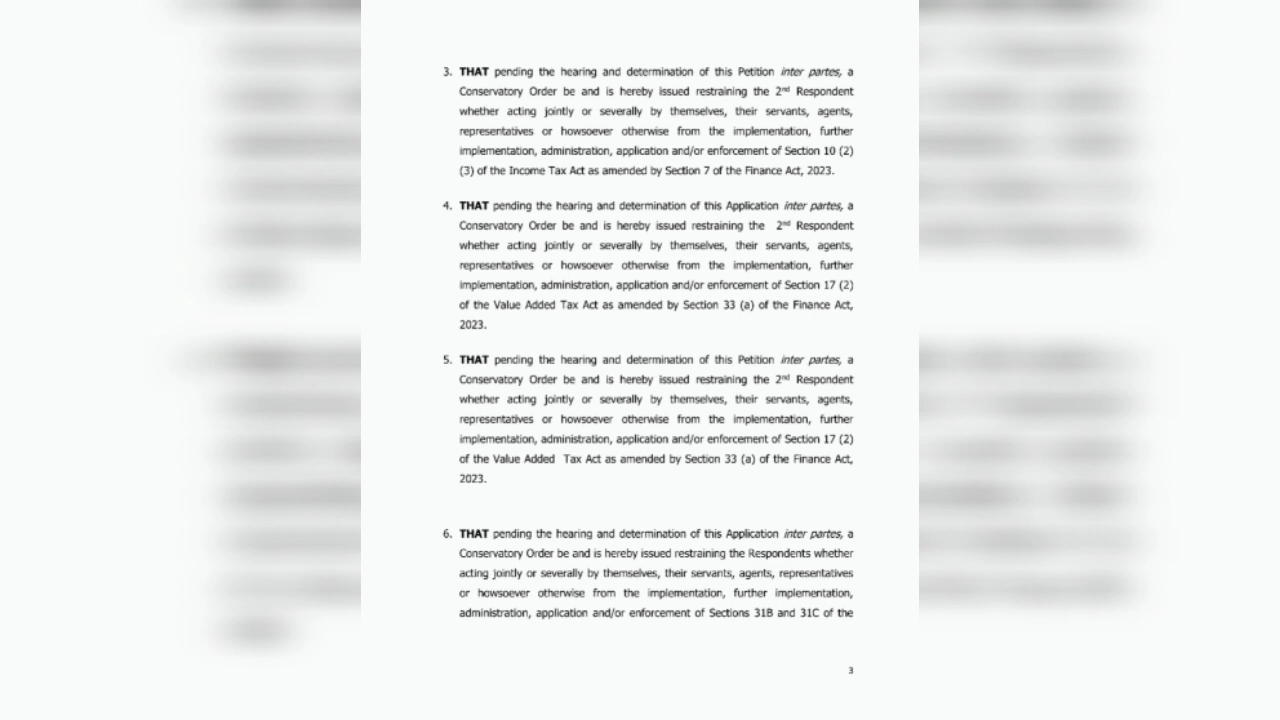 3. THAT pending the hearing and determination of this Petition inter partes, a
Conservatory Order be and is hereby issued restraining the 2nd Respondent
whether acting jointly or severally by themselves, their servants, agents,
representatives or howsoever otherwise from the implementation, further
implementation, administration, application and/or enforcement of Section 10 (2)
(3) of the Income Tax Act as amended by Section 7 of the Finance Act, 2023.
4. THAT pending the hearing and determination of this Application inter partes, a
Conservatory Order be and is hereby issued restraining the 2nd Respondent
whether acting jointly or severally by themselves, their servants, agents,
representatives or howsoever otherwise from the implementation, further
implementation, administration, application and/or enforcement of Section 17 (2)
of the Value Added Tax Act as amended by Section 33 (a) of the Finance Act,
2023.
5. THAT pending the hearing and determination of this Petition inter partes, a
Conservatory Order be and is hereby issued restraining the 2nd Respondent
whether acting jointly or severally by themselves, their servants, agents,
representatives or howsoever otherwise from the implementation, further
implementation, administration, application and/or enforcement of Section 17 (2)
of the Value Added Tax Act as amended by Section 33 (a) of the Finance Act,
2023.
6. THAT pending the hearing and determination of this Application inter partes, a
Conservatory Order be and is hereby issued restraining the Respondents whether
acting jointly or severally by themselves, their servants, agents, representatives
or howsoever otherwise from the implementation, further implementation,
administration, application and/or enforcement of Sections 31B and 31C of the
3